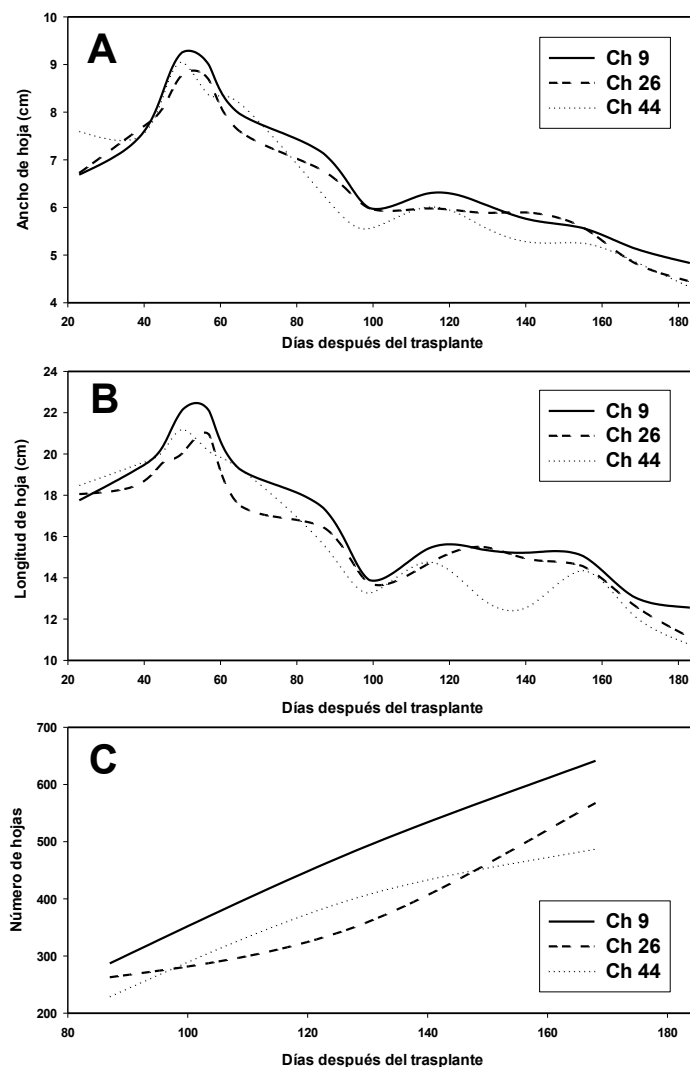 10
9
8
7
6
5
4
A
Ch 9
Ch 26
Ch 44
Ancho de hoja (cm)
20 40 60 80 100 120 140 160 180
Días después del trasplante
24
22
20
18
16
14
12
10
B
Ch 9
Ch 26
Ch 44
Longitud de hoja (cm)
20 40 60 80 100 120 140 160 180
Días después del trasplante
700
600
500
400
300
200
C
Ch 9
Ch 26
Ch 44
Número de hojas
80 100 120 140 160 180
Días después del trasplante